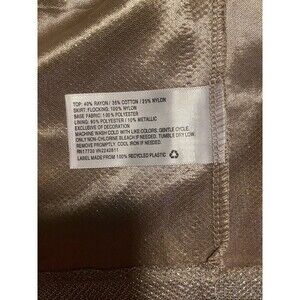 TOP: 40% RAYON / 35% COTTON / 25% NYLON
SKIRT: FLOCKING: 100% NYLON
BASE FABRIC: 100% POLYESTER
LINING: 90% POLYESTER / 10% METALLIC
EXCLUSIVE OF DECORATION
MACHINE WASH COLD WITH LIKE COLORS. GENTLE CYCLE.
ONLY NON-CHLORINE BLEACH IF NEEDED. TUMBLE DRY LOW.
REMOVE PROMPTLY. COOL IRON IF NEEDED.
RN17730 VN2242811
LABEL MADE FROM 100% RECYCLED PLASTIC